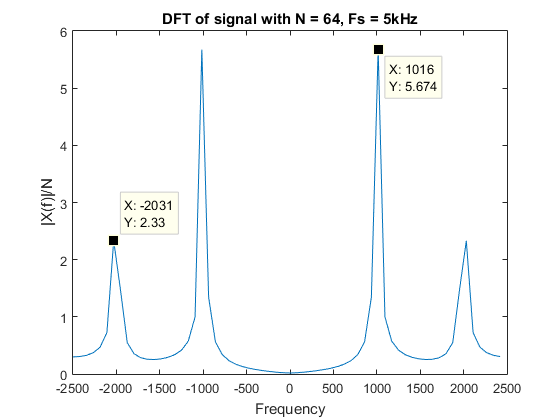 DFT of signal with N = 64, Fs = 5kHz
6
5
4
3
2
1
0
|X(f)|/N
X: 1016
Y: 5.674
X: -2031
Y: 2.33
-2500 -2000 -1500 -1000 -500 0 500 1000 1500 2000 2500
Frequency